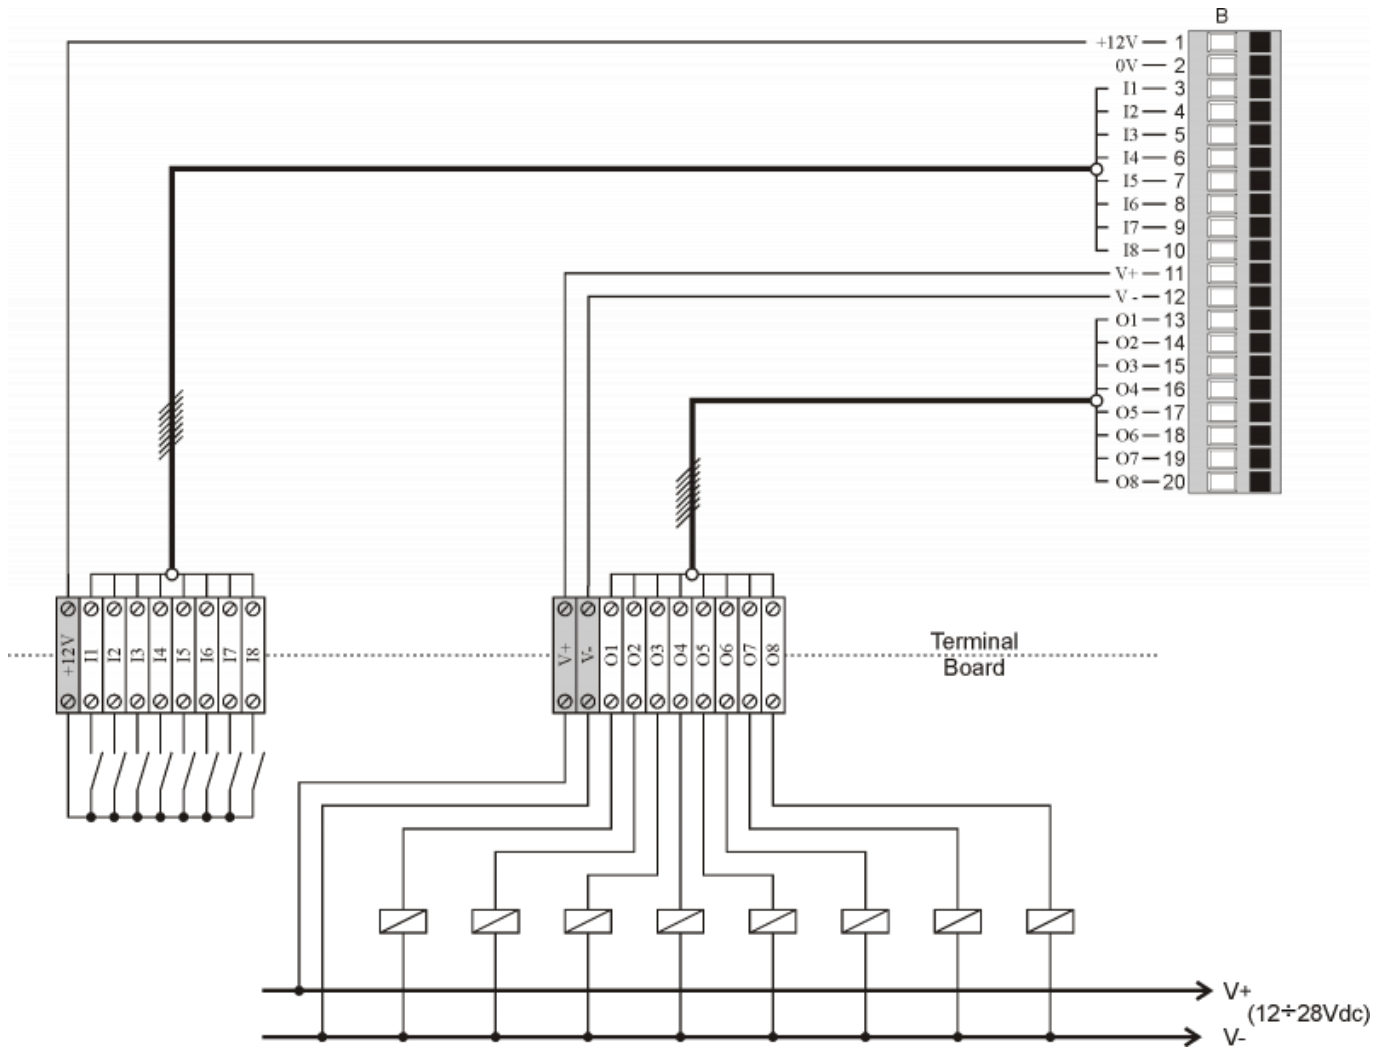 B
+12V 1
0V 2
I1 3
I2 4
I3 5
I4 6
I5 7
I6 8
I7 9
I8 10
V+ 11
V - 12
O1 13
O2 14
O3 15
O4 16
O5 17
O6 18
O7 19
O8 20
+12V I1 I2 I3 I4 I5 I6 I7 I8
V+ V- O1 O2 O3 O4 O5 O6 O7 O8
Terminal
Board
V+
(12÷28Vdc)
V-